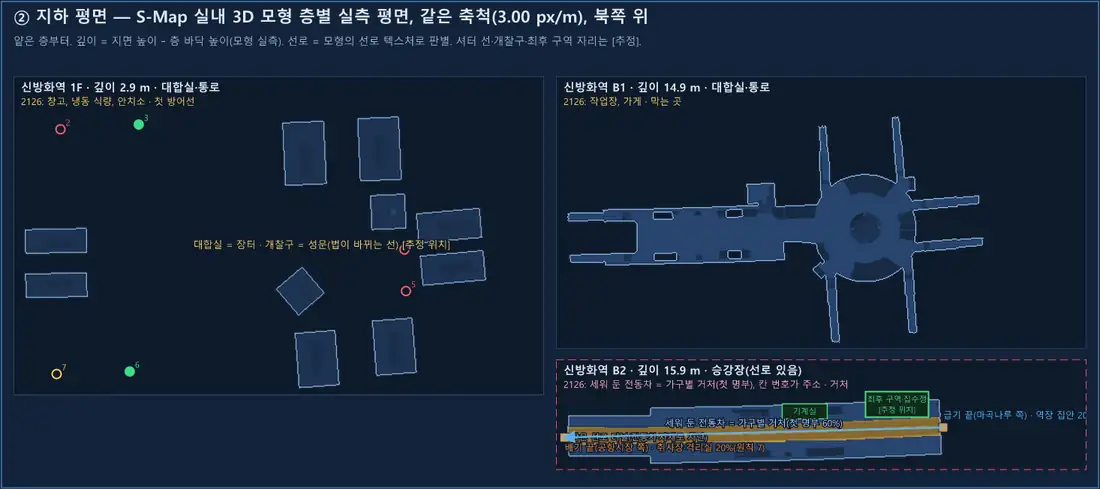 ② 지하 평면 — S-Map 실내 3D 모형 층별 실측 평면, 같은 축척(3.00 px/m), 북쪽 위
얕은 층부터. 깊이 = 지면 높이 - 층 바닥 높이(모형 실측). 선로 = 모형의 선로 텍스처로 판별. 셔터 선·개찰구·최후 구역 자리는 [추정].
신방화역 1F · 깊이 2.9 m · 대합실·통로
2126: 창고, 냉동 식량, 안치소 · 첫 방어선
2
3
대합실 = 장터 · 개찰구 = 성문(법이 바뀌는 선) [추정 위치]
5
7
6
신방화역 B1 · 깊이 14.9 m · 대합실·통로
2126: 작업장, 가게 · 막는 곳
신방화역 B2 · 깊이 15.9 m · 승강장(선로 있음)
2126: 세워 둔 전동차 = 가구별 거처(첫 명부), 칸 번호가 주소 · 거처
최후 구역·집수정
[추정 위치]
기계실
급기 끝(마곡나루 쪽) · 역장 집안 20
세워 둔 전동차 = 가구별 거처(첫 명부 60%)
배기 끝(공항시장 쪽) · 취사장·격리실 20%(원칙 7)